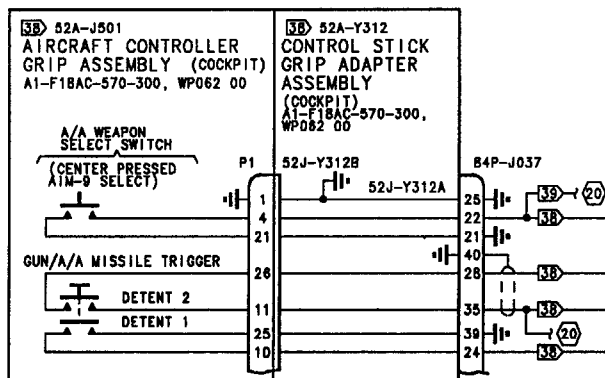 38 52A-J501
AIRCRAFT CONTROLLER
GRIP ASSEMBLY (COCKPIT)
A1-F18AC-570-300, WP062 00
38 52A-Y312
CONTROL STICK
GRIP ADAPTER
ASSEMBLY
(COCKPIT)
A1-F18AC-570-300,
WP062 00
A/A WEAPON
SELECT SWITCH
(CENTER PRESSED
AIM-9 SELECT)
P1
52J-Y312B
52J-Y312A
84P-J037
1
25
39
20
4
22
38
21
21
40
GUN/A/A MISSILE TRIGGER
26
28
38
DETENT 2
11
35
38
DETENT 1
25
39
20
10
24
38